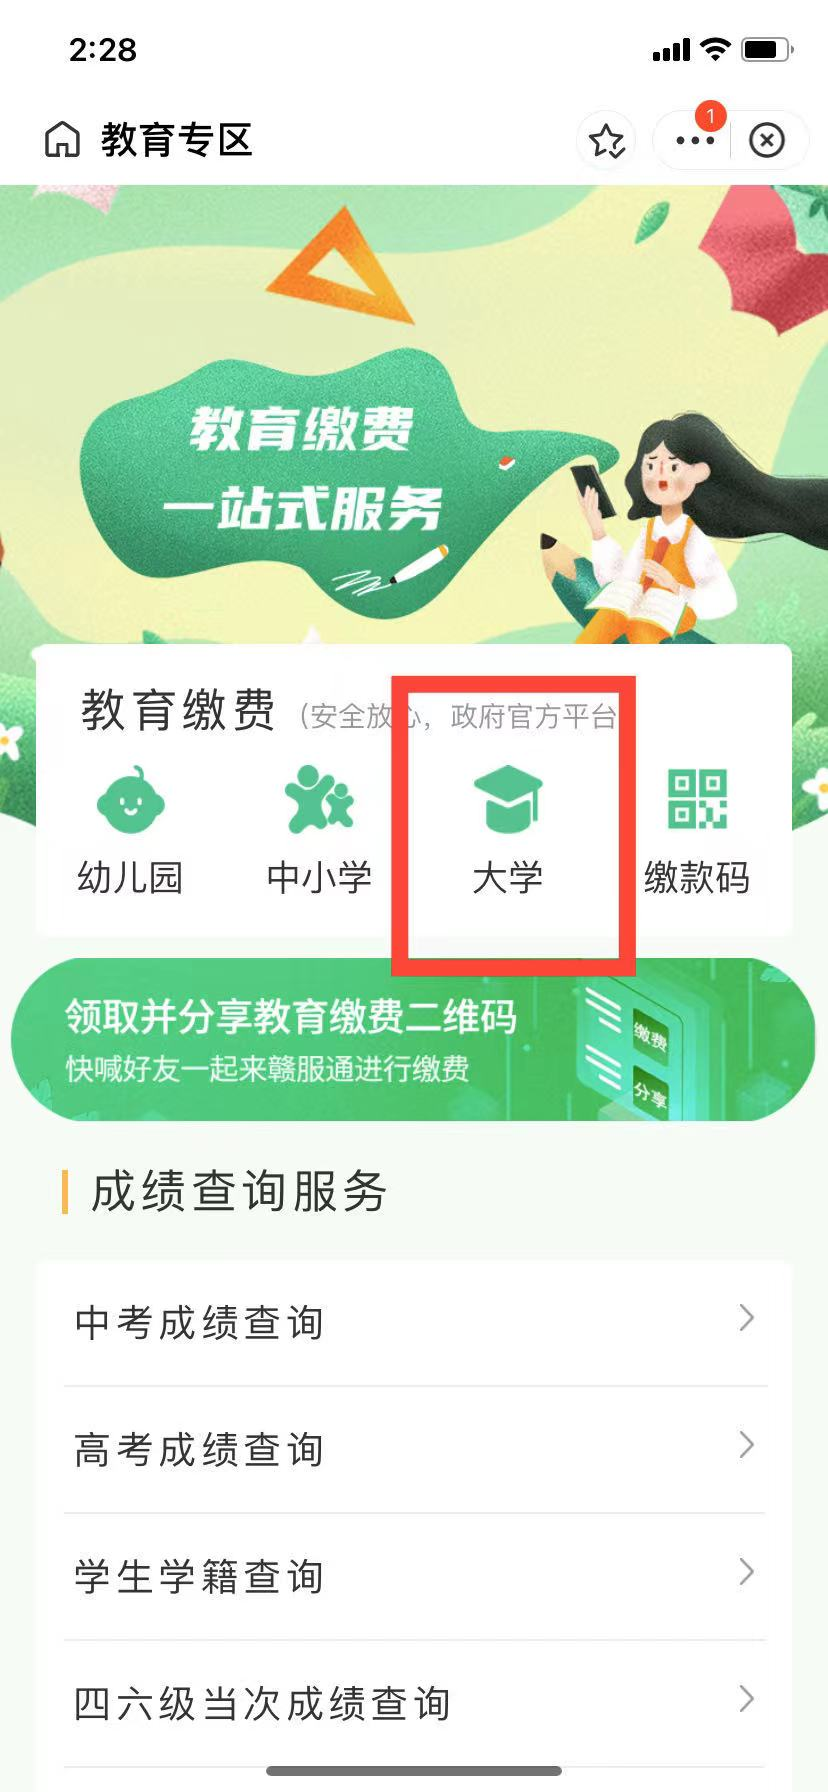 2:28
教育专区
1
教育缴费
一站式服务
教育缴费（安全放心，政府官方平台
幼儿园 中小学 大学 缴款码
领取并分享教育缴费二维码
快喊好友一起来赣服通进行缴费
缴费
分享
成绩查询服务
中考成绩查询
高考成绩查询
学生学籍查询
四六级当次成绩查询